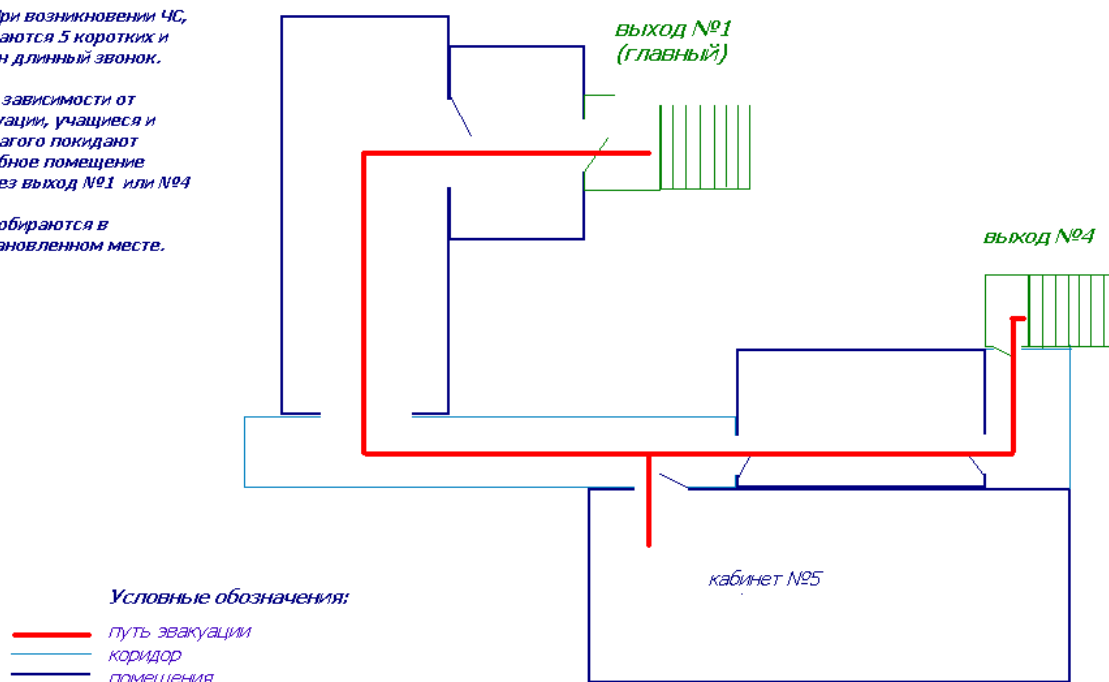 ри возникновении ЧС,
аются 5 коротких и
н длинный звонок.
зависимости от
уации, учащиеся и
агого покидают
бное помещение
ез выход №1 или №4
обираются в
ановленном месте.
выход №1
(главный)
выход №4
кабинет №5
Условные обозначения:
путь эвакуации
коридор
помещения